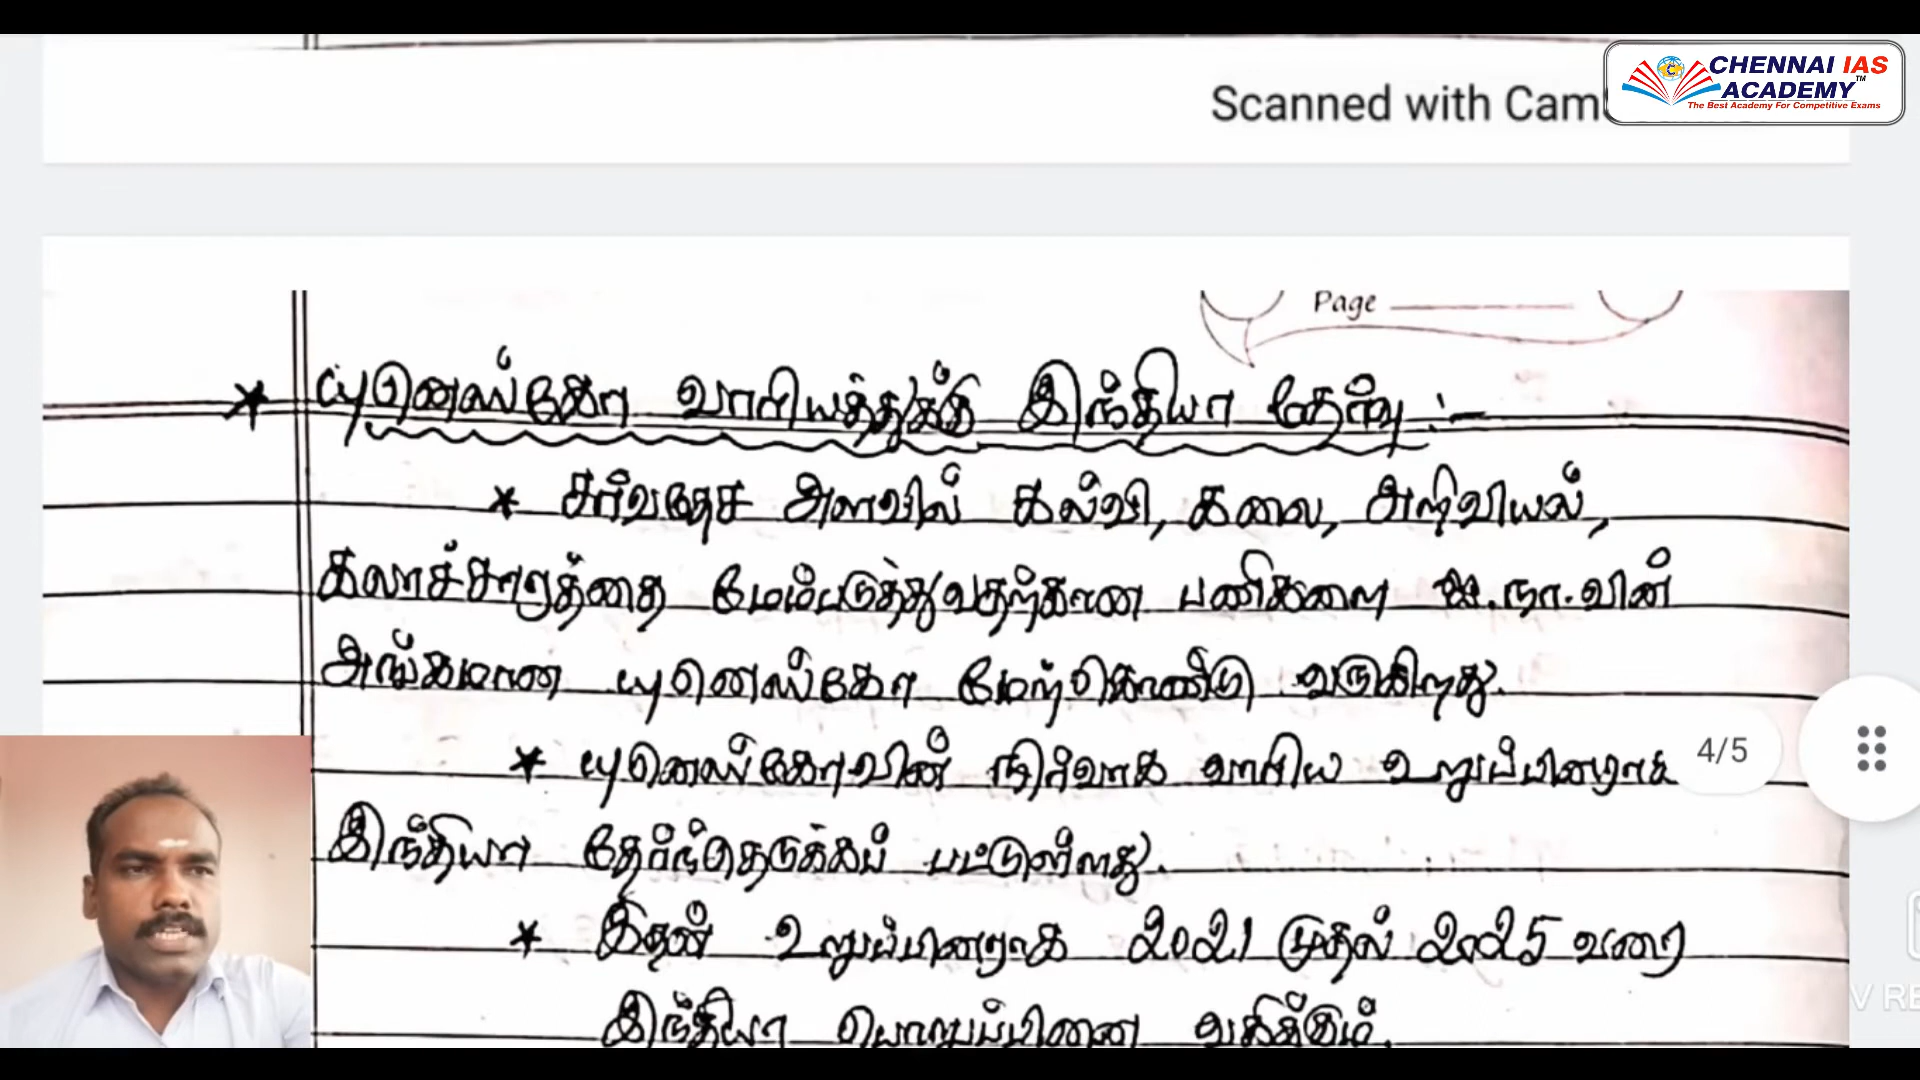 CHENNAI IAS
ACADEMY™
The Best Academy For Competitive Exams
Scanned with Cam
Page
* யுனெஸ்கோ வாரியத்துக்கு இந்தியா தேர்வு :-
* சர்வதேச அளவில் கல்வி, கலை, அறிவியல்,
கலாச்சாரத்தை மேம்படுத்துவதற்கான பணிகளை ஐ.நா.வின்
அங்கமான யுனெஸ்கோ மேற்கொண்டு வருகிறது.
* யுனெஸ்கோவின் நிர்வாக வாரிய உறுப்பினராக
4/5
இந்தியா தேர்ந்தெடுக்கப் பட்டுள்ளது.
* இதன் உறுப்பினராக 2021 முதல் 2025 வரை
இந்தியா பொறுப்பினை வகிக்கும்.